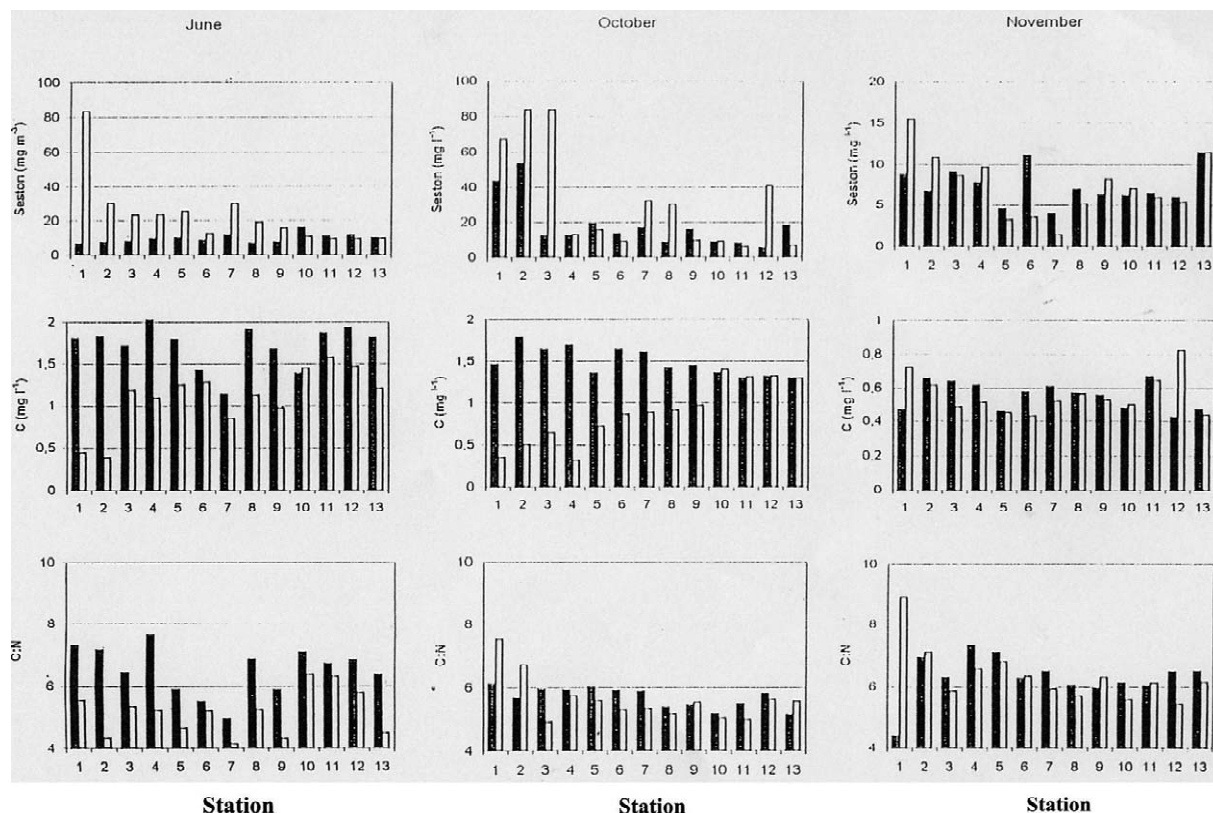 June
October
November
Seston (mg m⁻³)
100
80
60
40
20
0
1 2 3 4 5 6 7 8 9 10 11 12 13
Seston (mg l⁻¹)
100
80
60
40
20
0
1 2 3 4 5 6 7 8 9 10 11 12 13
Seston (mg l⁻¹)
20
15
10
5
0
1 2 3 4 5 6 7 8 9 10 11 12 13
C (mg l⁻¹)
2
1.5
1
0,5
0
1 2 3 4 5 6 7 8 9 10 11 12 13
C (mg l⁻¹)
2
1.5
1
0,5
0
1 2 3 4 5 6 7 8 9 10 11 12 13
C (mg l⁻¹)
1
0.8
0.6
0.4
0.2
0
1 2 3 4 5 6 7 8 9 10 11 12 13
C:N
10
8
6
4
1 2 3 4 5 6 7 8 9 10 11 12 13
C:N
10
8
6
4
1 2 3 4 5 6 7 8 9 10 11 12 13
C:N
10
8
6
4
1 2 3 4 5 6 7 8 9 10 11 12 13
Station
Station
Station